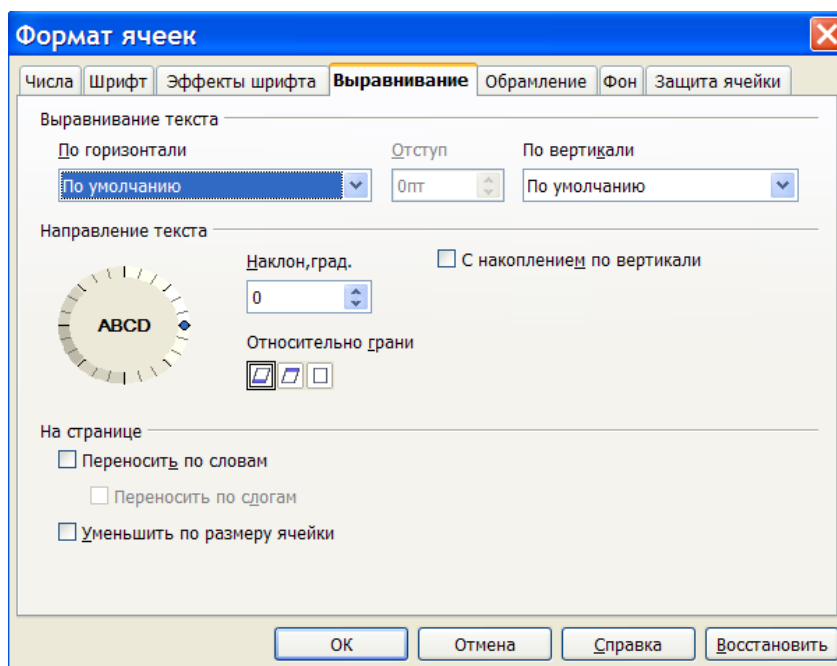 Формат ячеек
Числа Шрифт Эффекты шрифта Выравнивание Обрамление Фон Защита ячейки
Выравнивание текста
По горизонтали Отступ По вертикали
По умолчанию 0пт По умолчанию
Направление текста
Наклон,град. С накоплением по вертикали
0
ABCD
Относительно грани
На странице
Переносить по словам
Переносить по слогам
Уменьшить по размеру ячейки
ОК Отмена Справка Восстановить